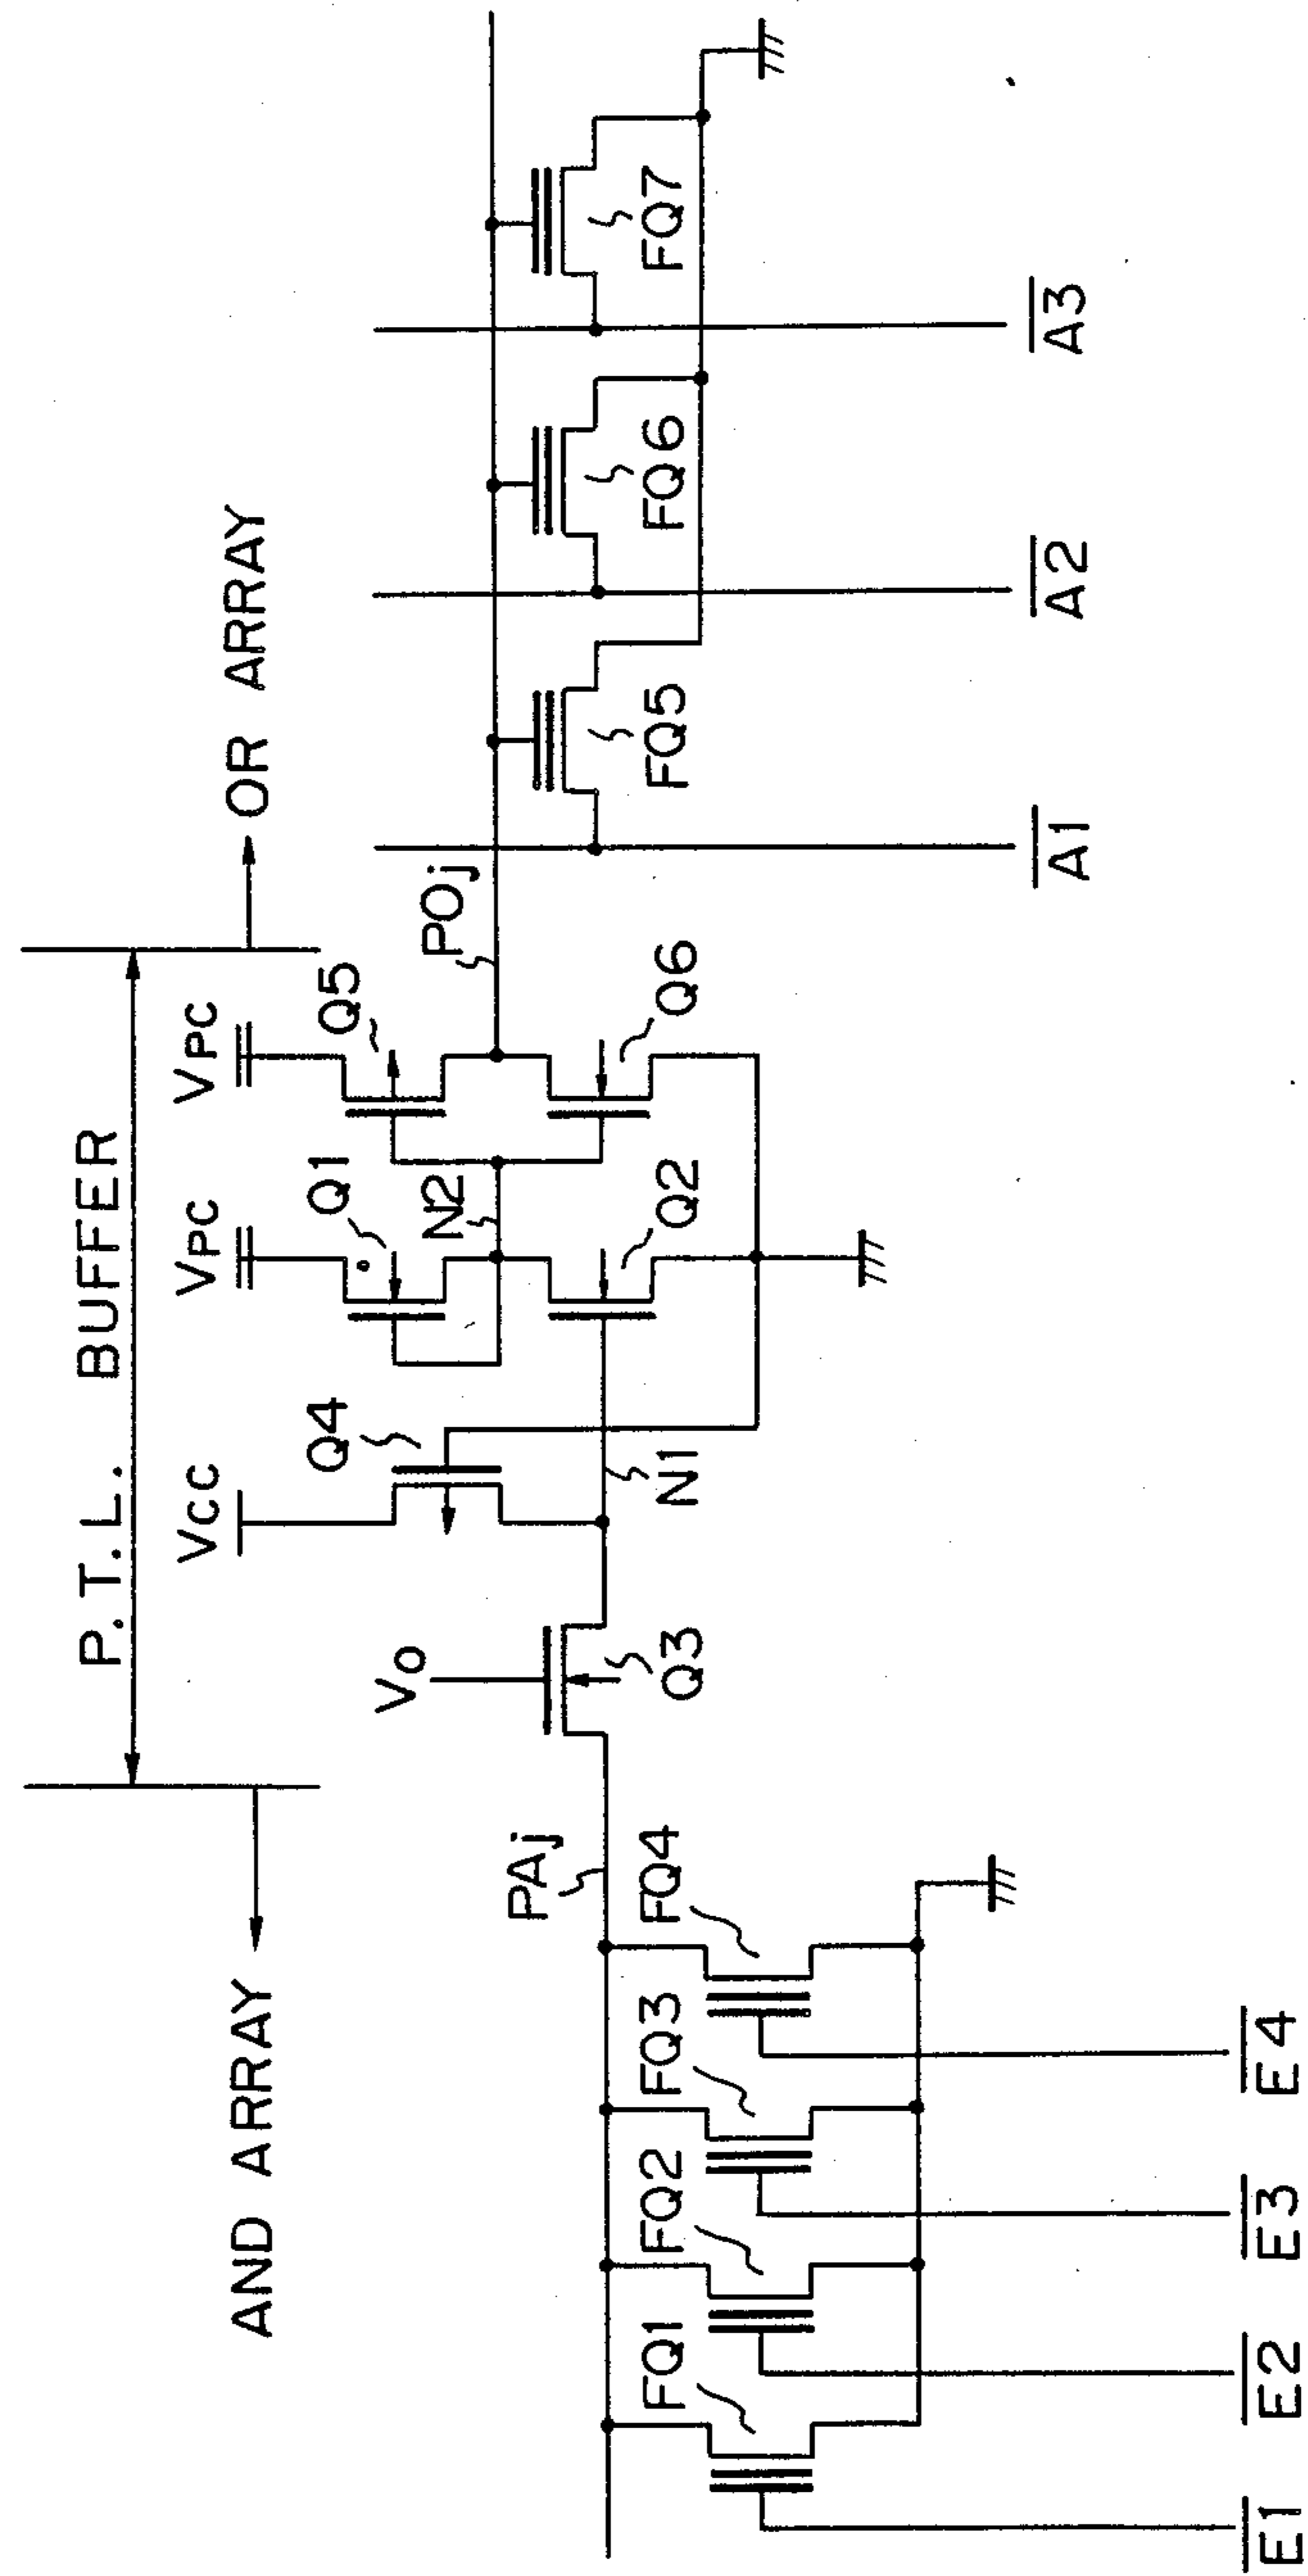 P. T. L. BUFFER
AND ARRAY
OR ARRAY
VCC
VPC
VPC
VO
Q4
Q1
Q5
N2
POj
PAj
Q3
N1
Q2
Q6
FQ1
FQ2
FQ3
FQ4
FQ5
FQ6
FQ7
E1
E2
E3
E4
A1
A2
A3